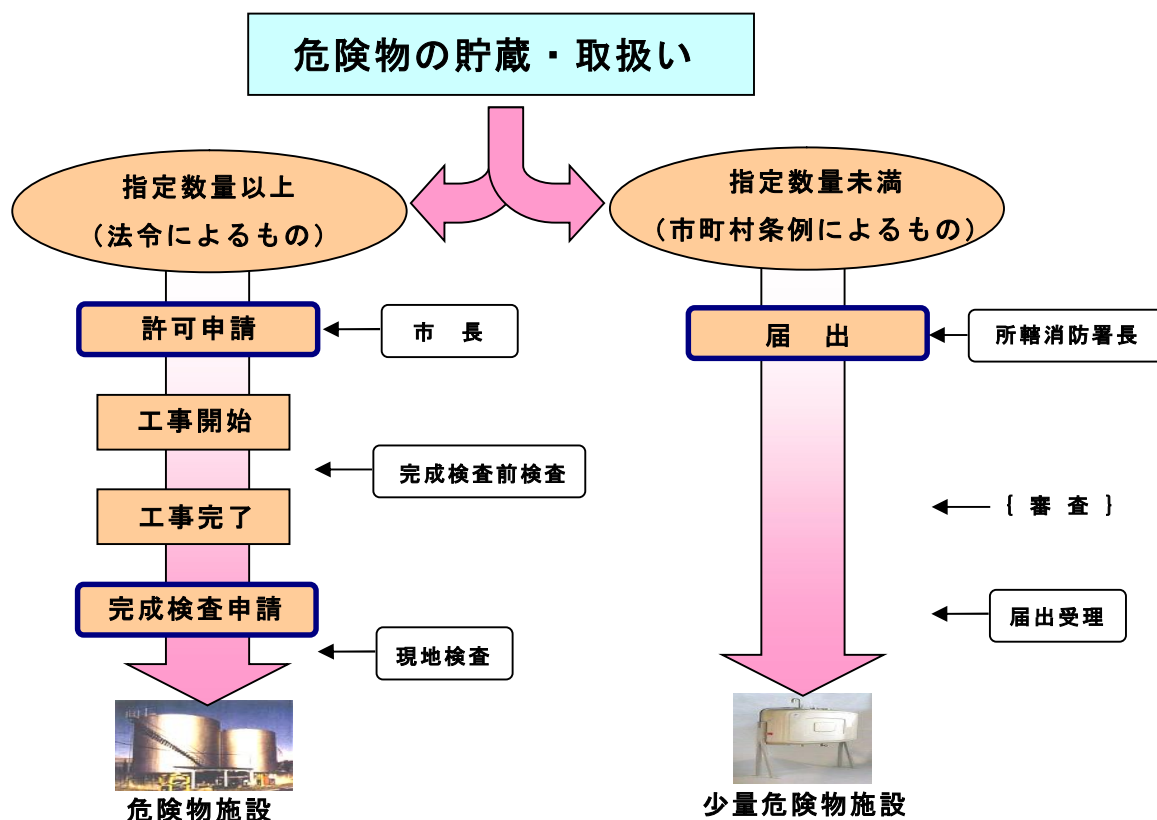 危険物の貯蔵・取扱い
指定数量以上
（法令によるもの）
許可申請
市　長
工事開始
完成検査前検査
工事完了
完成検査申請
現地検査
危険物施設
指定数量未満
（市町村条例によるもの）
届　出
所轄消防署長
｛ 審 査 ｝
届出受理
少量危険物施設